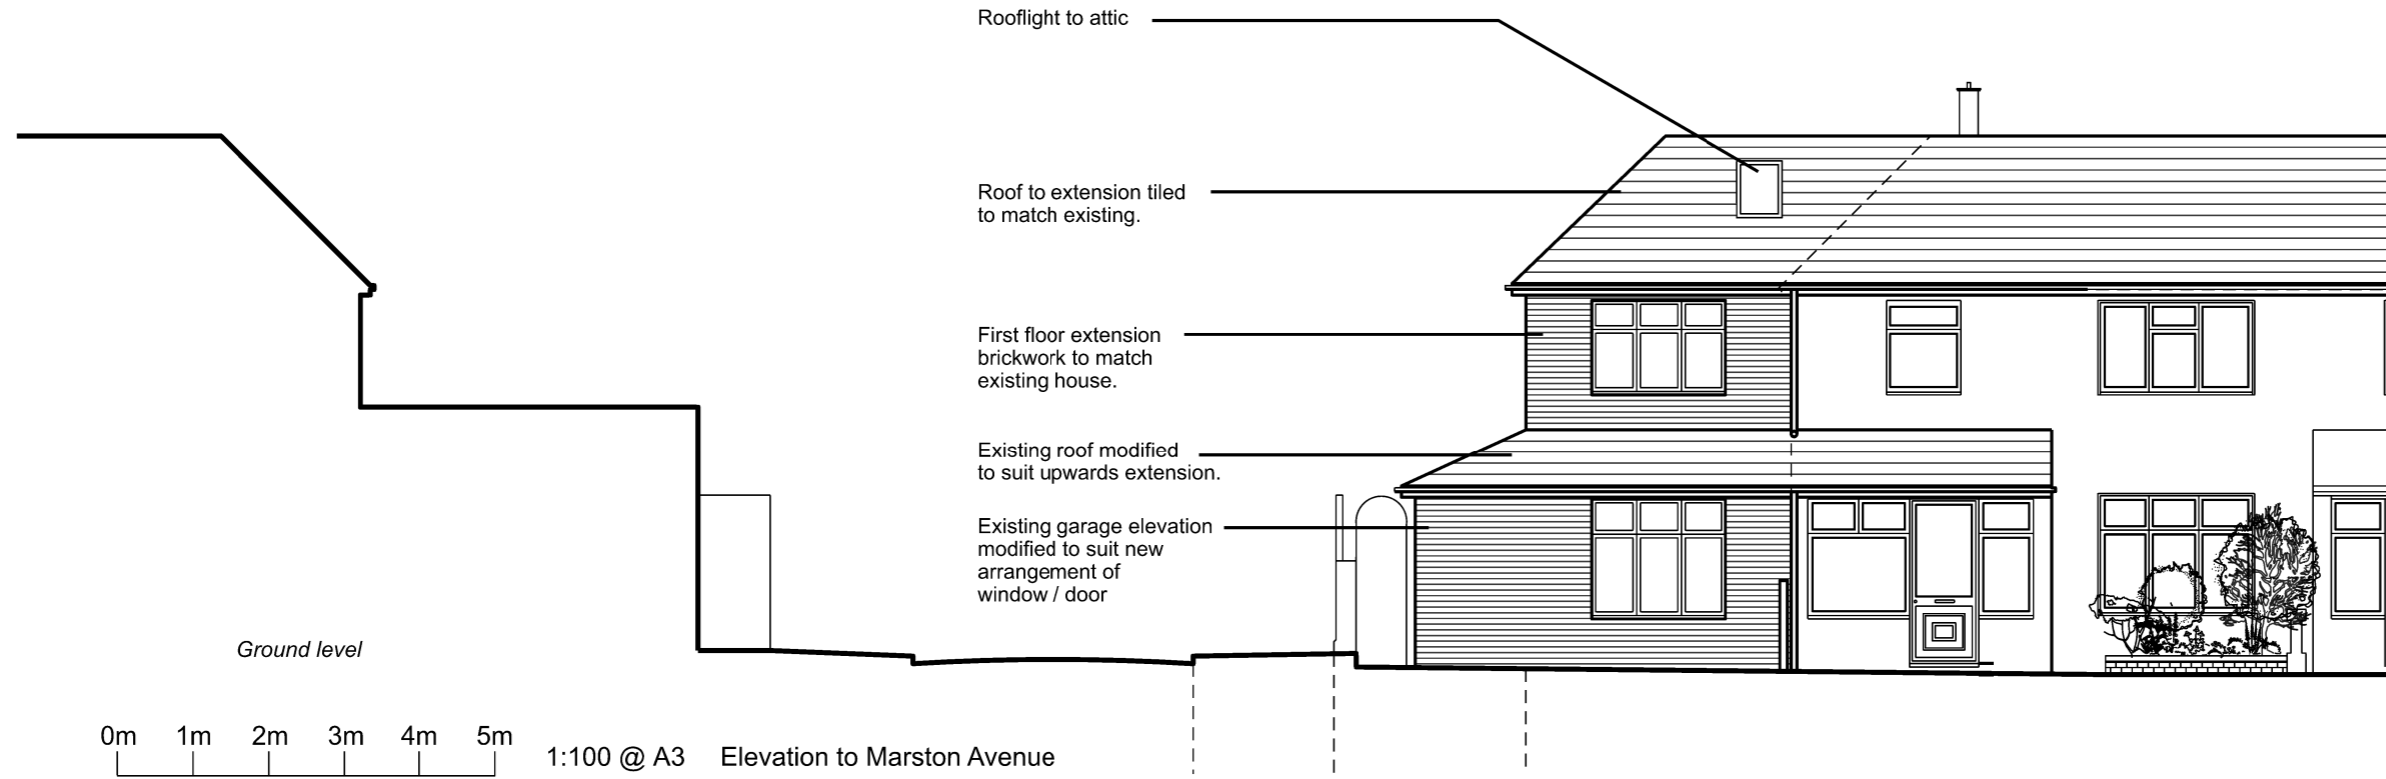 Rooflight to attic
Roof to extension tiled
to match existing.
First floor extension
brickwork to match
existing house.
Existing roof modified
to suit upwards extension.
Existing garage elevation
modified to suit new
arrangement of
window / door
Ground level
0m 1m 2m 3m 4m 5m
1:100 @ A3 Elevation to Marston Avenue